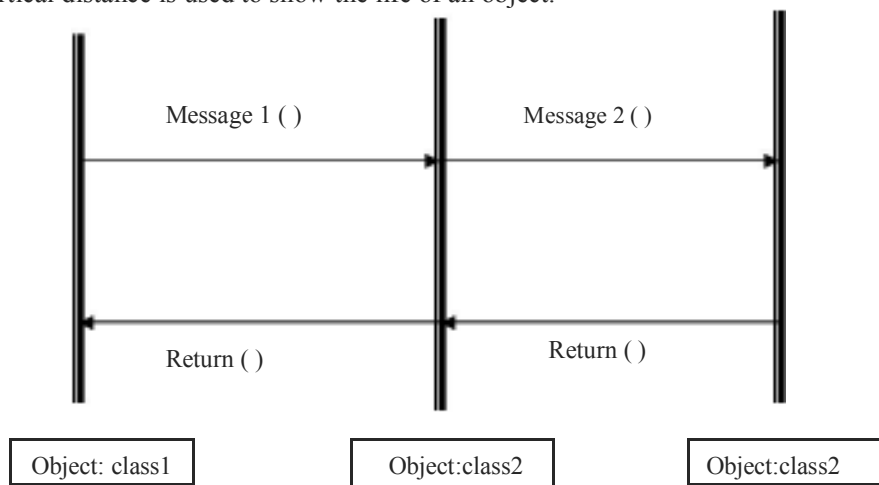 rtical distance is used to show the life of an object.
Message 1 ( )
Message 2 ( )
Return ( )
Return ( )
Object: class1
Object:class2
Object:class2